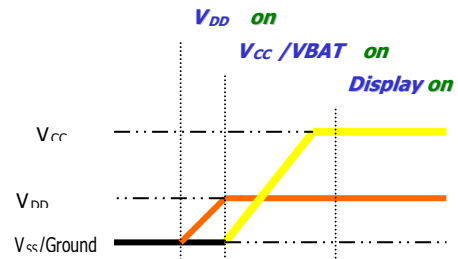 VDD on
VCC /VBAT on
Display on
VCC
VDD
VSS/Ground